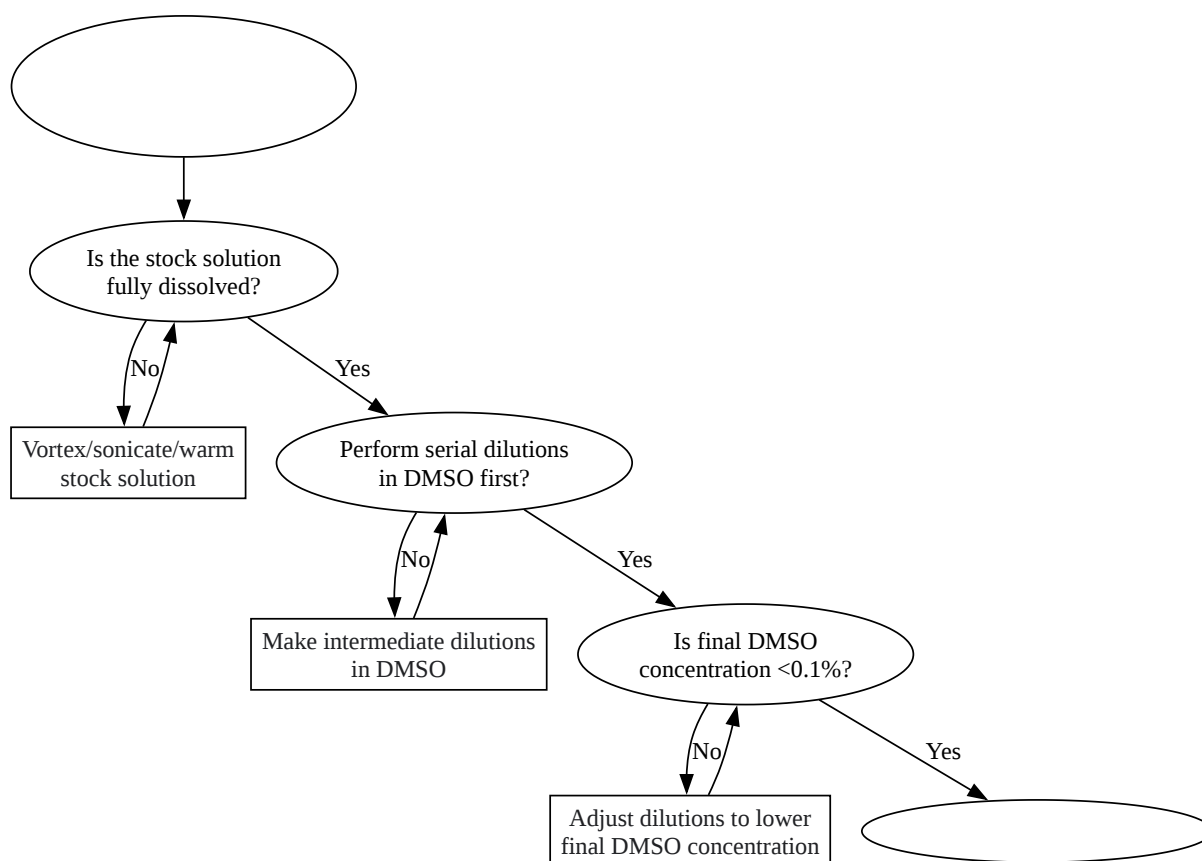 Is the stock solution
fully dissolved?
No
Yes
Vortex/sonicate/warm
stock solution
Perform serial dilutions
in DMSO first?
No
Yes
Make intermediate dilutions
in DMSO
Is final DMSO
concentration <0.1%?
No
Yes
Adjust dilutions to lower
final DMSO concentration